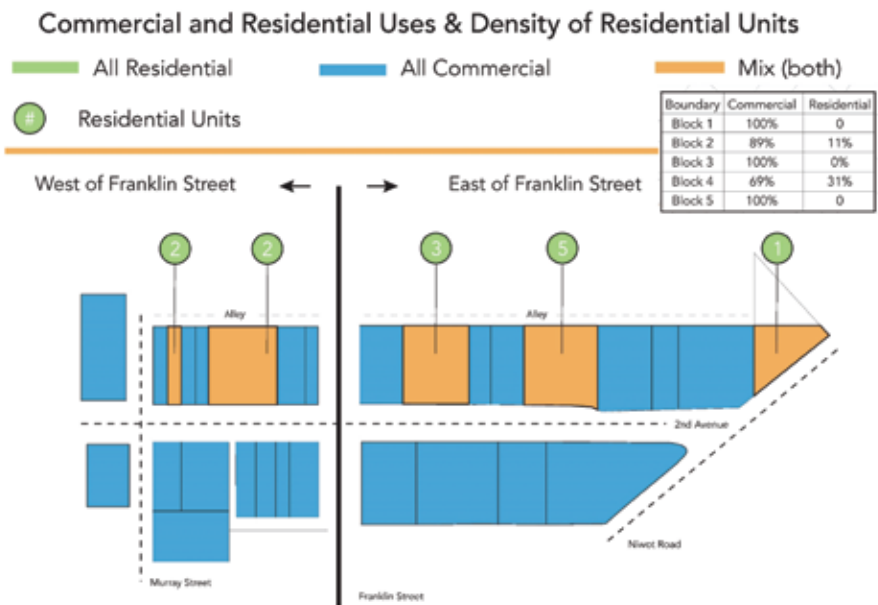 Commercial and Residential Uses & Density of Residential Units
All Residential
All Commercial
Mix (both)
# Residential Units
Boundary Commercial Residential
Block 1 100% 0
Block 2 89% 11%
Block 3 100% 0%
Block 4 69% 31%
Block 5 100% 0
West of Franklin Street
East of Franklin Street
2 2 3 5 1
Alley
Alley
2nd Avenue
Niwot Road
Murray Street
Franklin Street